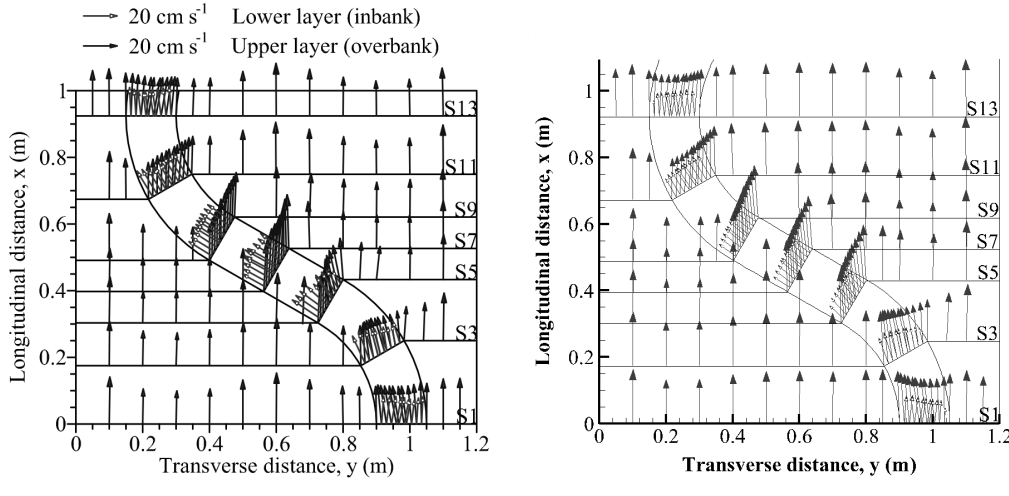 20 cm s-1 Lower layer (inbank)
20 cm s-1 Upper layer (overbank)
Longitudinal distance, x (m)
1
0.8
0.6
0.4
0.2
0
S13
S11
S9
S7
S5
S3
S1
0 0.2 0.4 0.6 0.8 1 1.2
Transverse distance, y (m)
Longitudinal distance, x (m)
1
0.8
0.6
0.4
0.2
0
S13
S11
S9
S7
S5
S3
S1
0 0.2 0.4 0.6 0.8 1 1.2
Transverse distance, y (m)